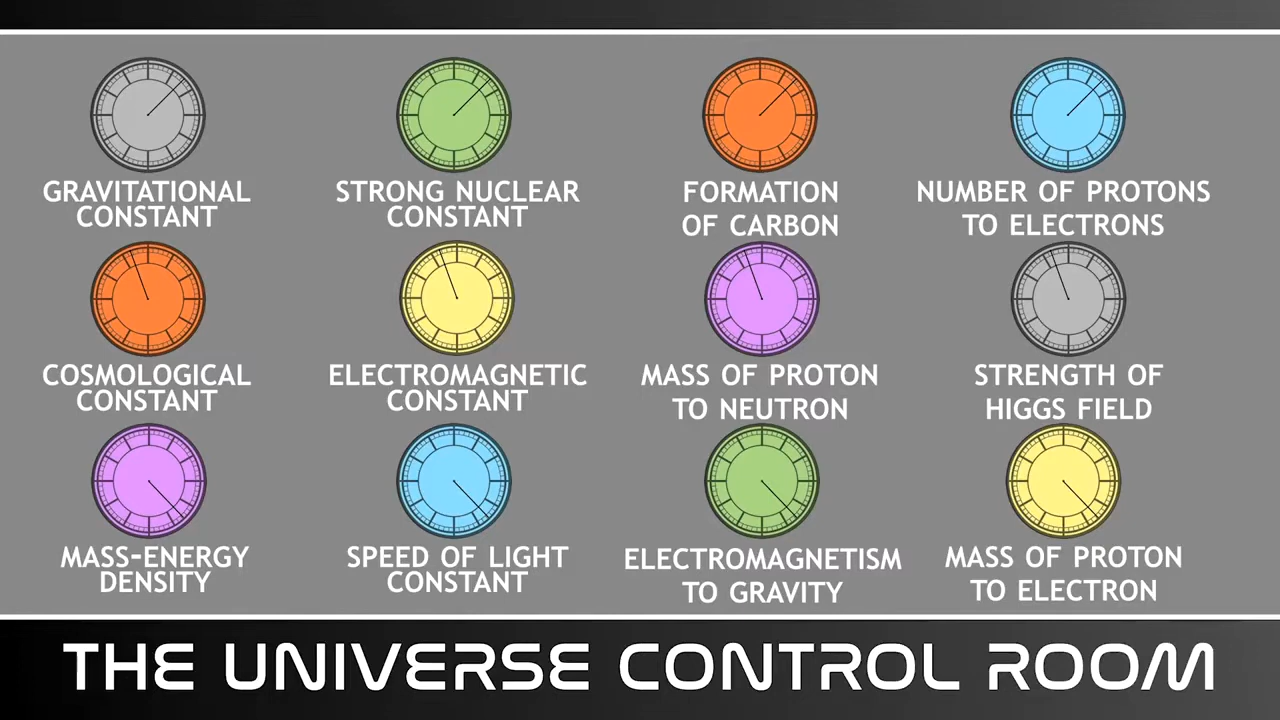 GRAVITATIONAL
CONSTANT
STRONG NUCLEAR
CONSTANT
FORMATION
OF CARBON
NUMBER OF PROTONS
TO ELECTRONS
COSMOLOGICAL
CONSTANT
ELECTROMAGNETIC
CONSTANT
MASS OF PROTON
TO NEUTRON
STRENGTH OF
HIGGS FIELD
MASS-ENERGY
DENSITY
SPEED OF LIGHT
CONSTANT
ELECTROMAGNETISM
TO GRAVITY
MASS OF PROTON
TO ELECTRON
THE UNIVERSE CONTROL ROOM